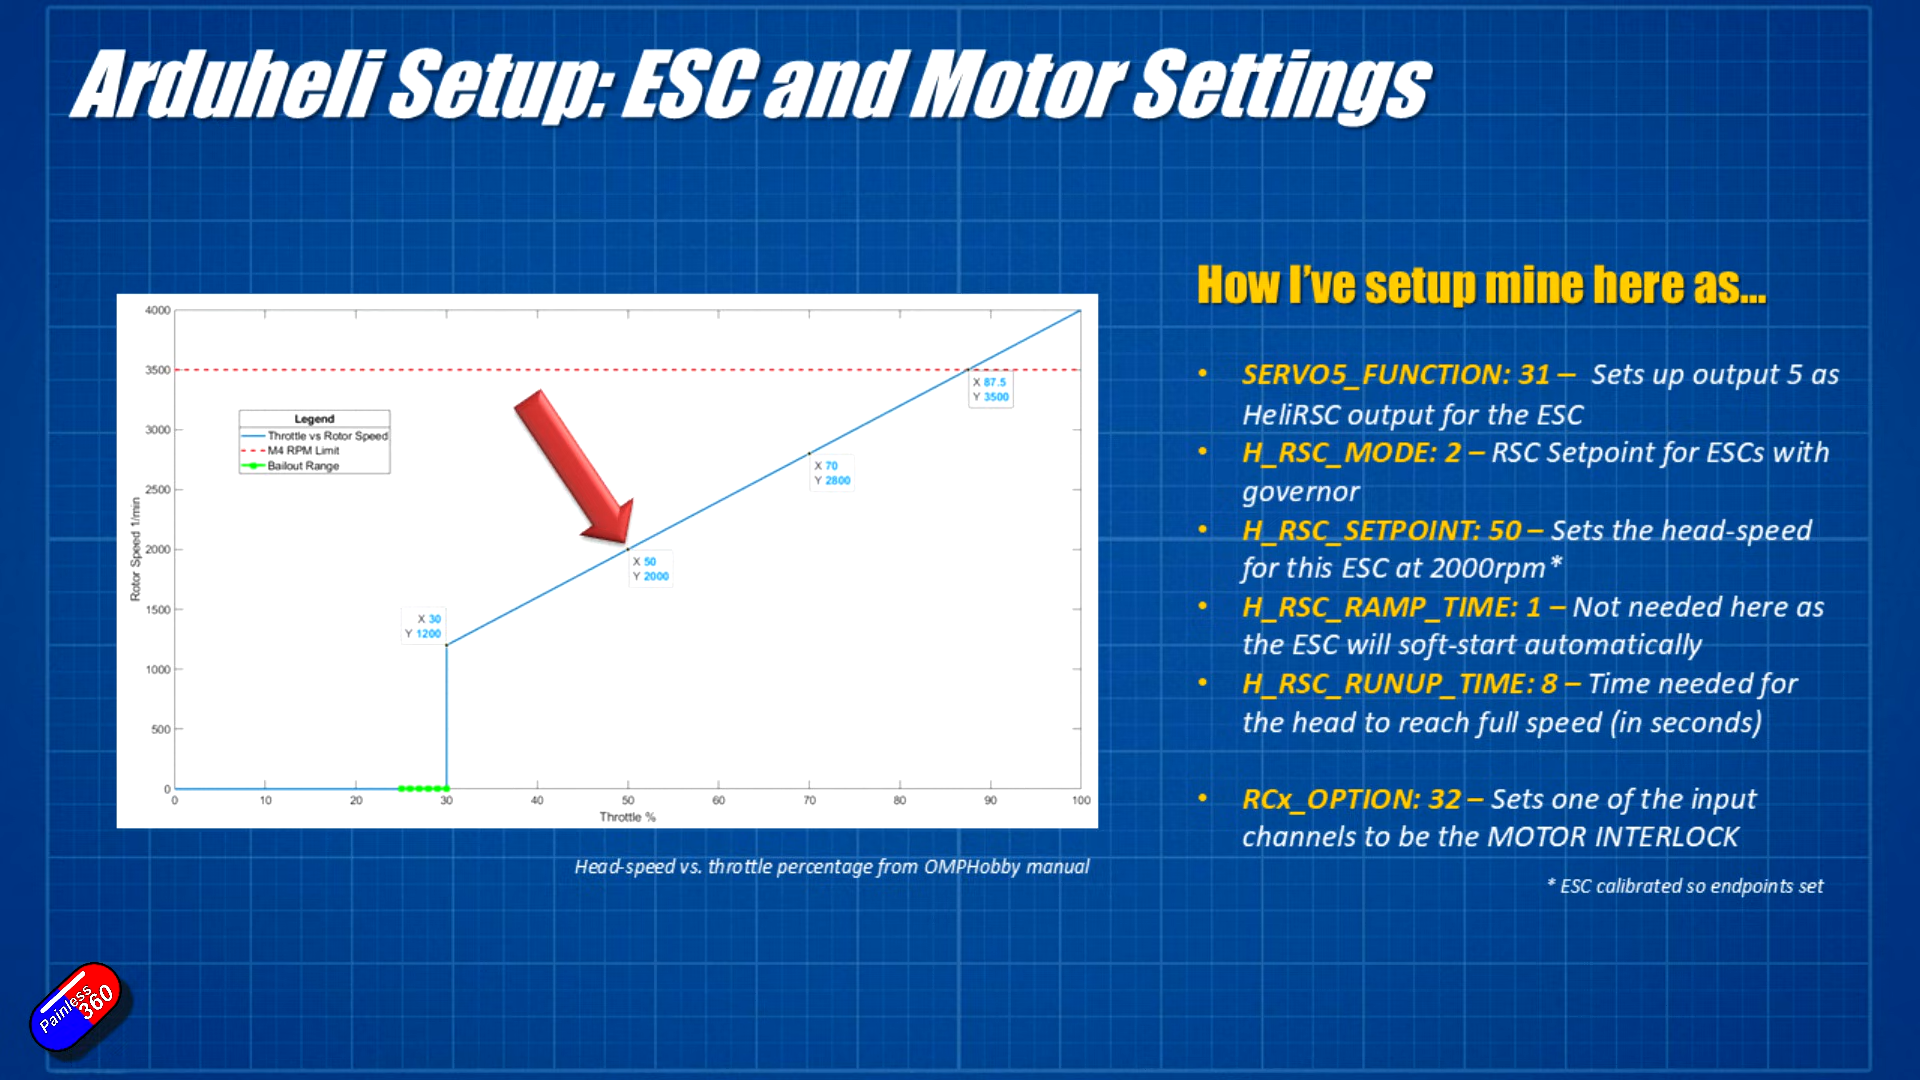 Arduheli Setup: ESC and Motor Settings
How I've setup mine here as...
4000
3500
3000
2500
2000
1500
1000
500
0
Rotor Speed 1/min
Legend
Throttle vs Rotor Speed
M4 RPM Limit
Bailout Range
X 87.5
Y 3500
X 70
Y 2800
X 50
Y 2000
X 30
Y 1200
0 10 20 30 40 50 60 70 80 90 100
Throttle %
Head-speed vs. throttle percentage from OMPHobby manual
• SERVO5_FUNCTION: 31 – Sets up output 5 as
HeliRSC output for the ESC
• H_RSC_MODE: 2 – RSC Setpoint for ESCs with
governor
• H_RSC_SETPOINT: 50 – Sets the head-speed
for this ESC at 2000rpm*
• H_RSC_RAMP_TIME: 1 – Not needed here as
the ESC will soft-start automatically
• H_RSC_RUNUP_TIME: 8 – Time needed for
the head to reach full speed (in seconds)
• RCx_OPTION: 32 – Sets one of the input
channels to be the MOTOR INTERLOCK
* ESC calibrated so endpoints set
Painless
360